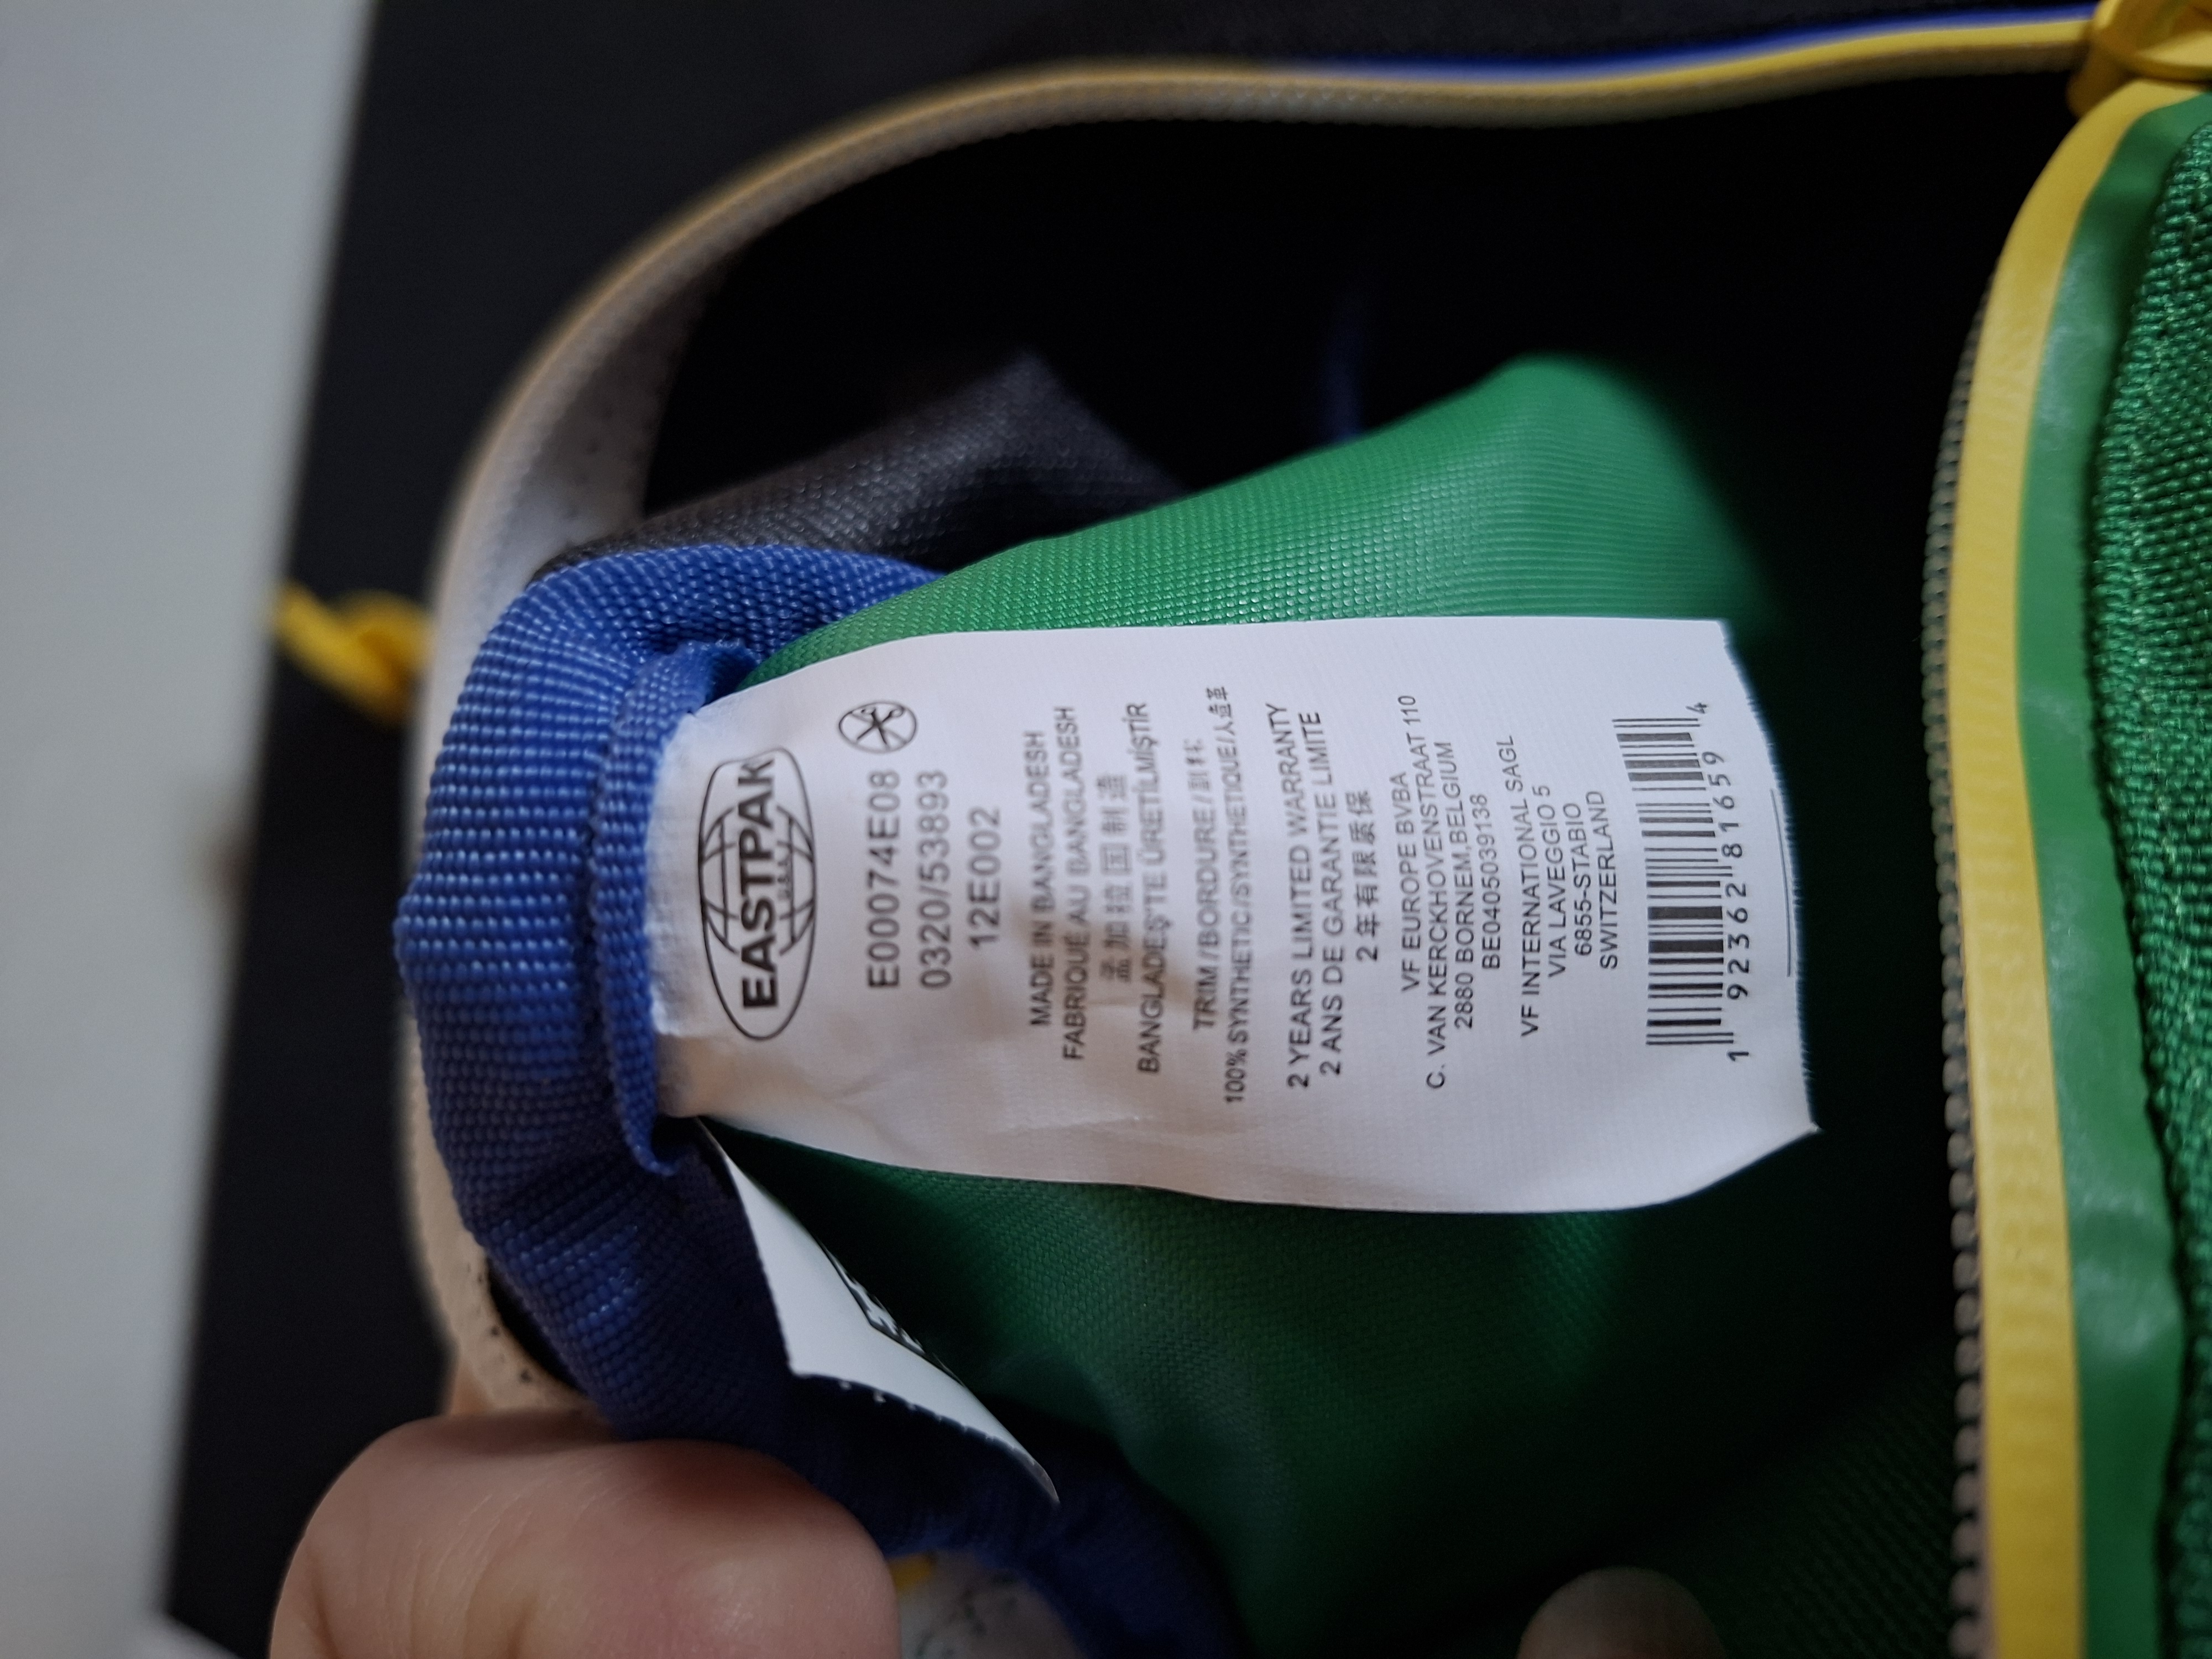 EASTPAK
USA
E00074E08
0320/538893
12E002
MADE IN BANGLADESH
FABRIQUÉ AU BANGLADESH
孟加拉国制造
BANGLADEŞ'TE ÜRETİLMİŞTİR
TRIM/BORDURE/副料:
100%SYNTHETIC/SYNTHETIQUE/人造革
2 YEARS LIMITED WARRANTY
2 ANS DE GARANTIE LIMITE
2年有限质保
VF EUROPE BVBA
C. VAN KERCKHOVENSTRAAT 110
2880 BORNEM,BELGIUM
BE0405039138
VF INTERNATIONAL SAGL
VIA LAVEGGIO 5
6855-STABIO
SWITZERLAND
1 92362 81659 4